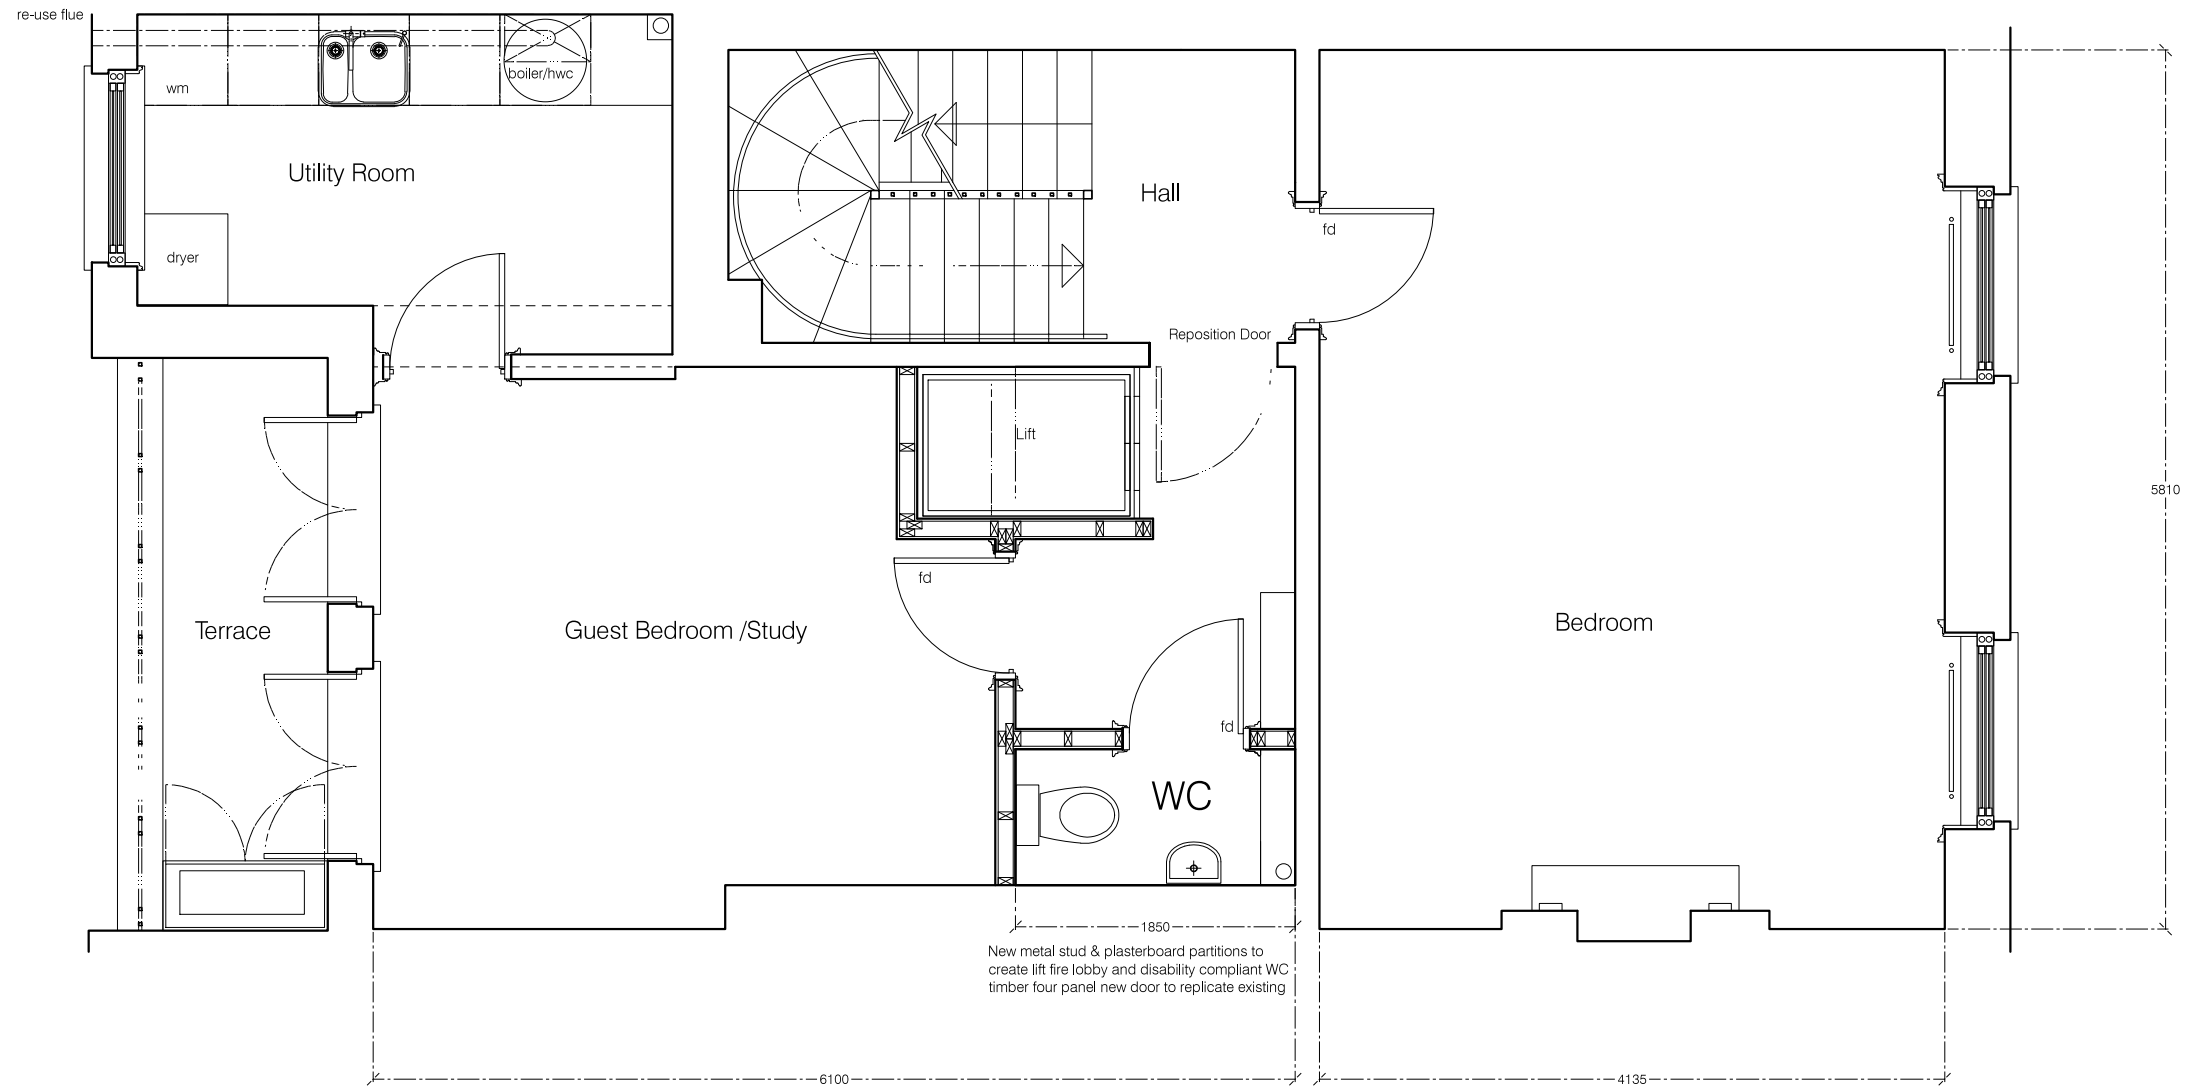 re-use flue
wm
boiler/hwc
Utility Room
Hall
fd
dryer
Reposition Door
Lift
5810
fd
Terrace
Guest Bedroom /Study
Bedroom
fd
WC
1850
New metal stud & plasterboard partitions to
create lift fire lobby and disability compliant WC
timber four panel new door to replicate existing
6100
4135